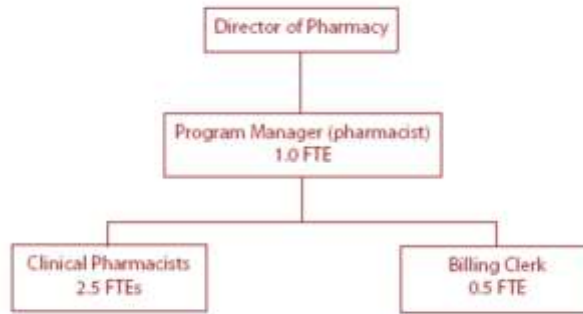 Director of Pharmacy
Program Manager (pharmacist)
1.0 FTE
Clinical Pharmacists
2.5 FTEs
Billing Clerk
0.5 FTE